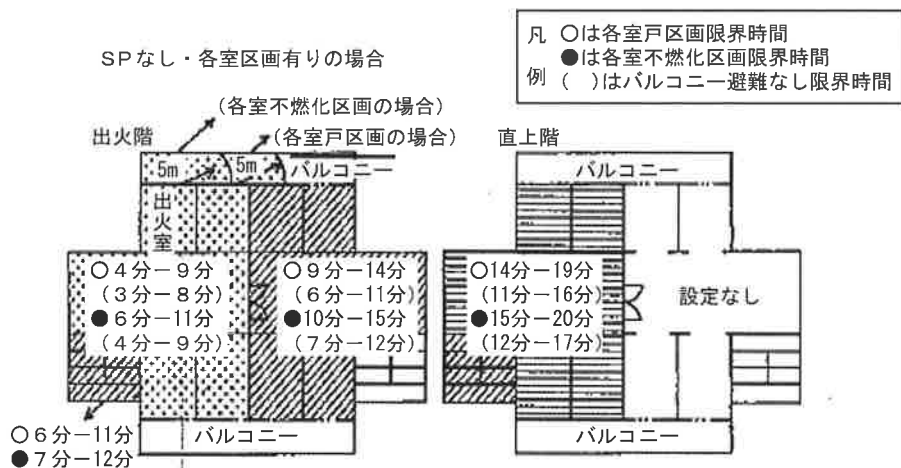 凡例
○は各室戸区画限界時間
●は各室不燃化区画限界時間
( )はバルコニー避難なし限界時間
SPなし・各室区画有りの場合
(各室不燃化区画の場合)
出火階
(各室戸区画の場合)
直上階
5m
5m
バルコニー
バルコニー
出火室
○4分-9分
(3分-8分)
●6分-11分
(4分-9分)
○9分-14分
(6分-11分)
●10分-15分
(7分-12分)
○14分-19分
(11分-16分)
●15分-20分
(12分-17分)
設定なし
バルコニー
バルコニー
○6分-11分
●7分-12分